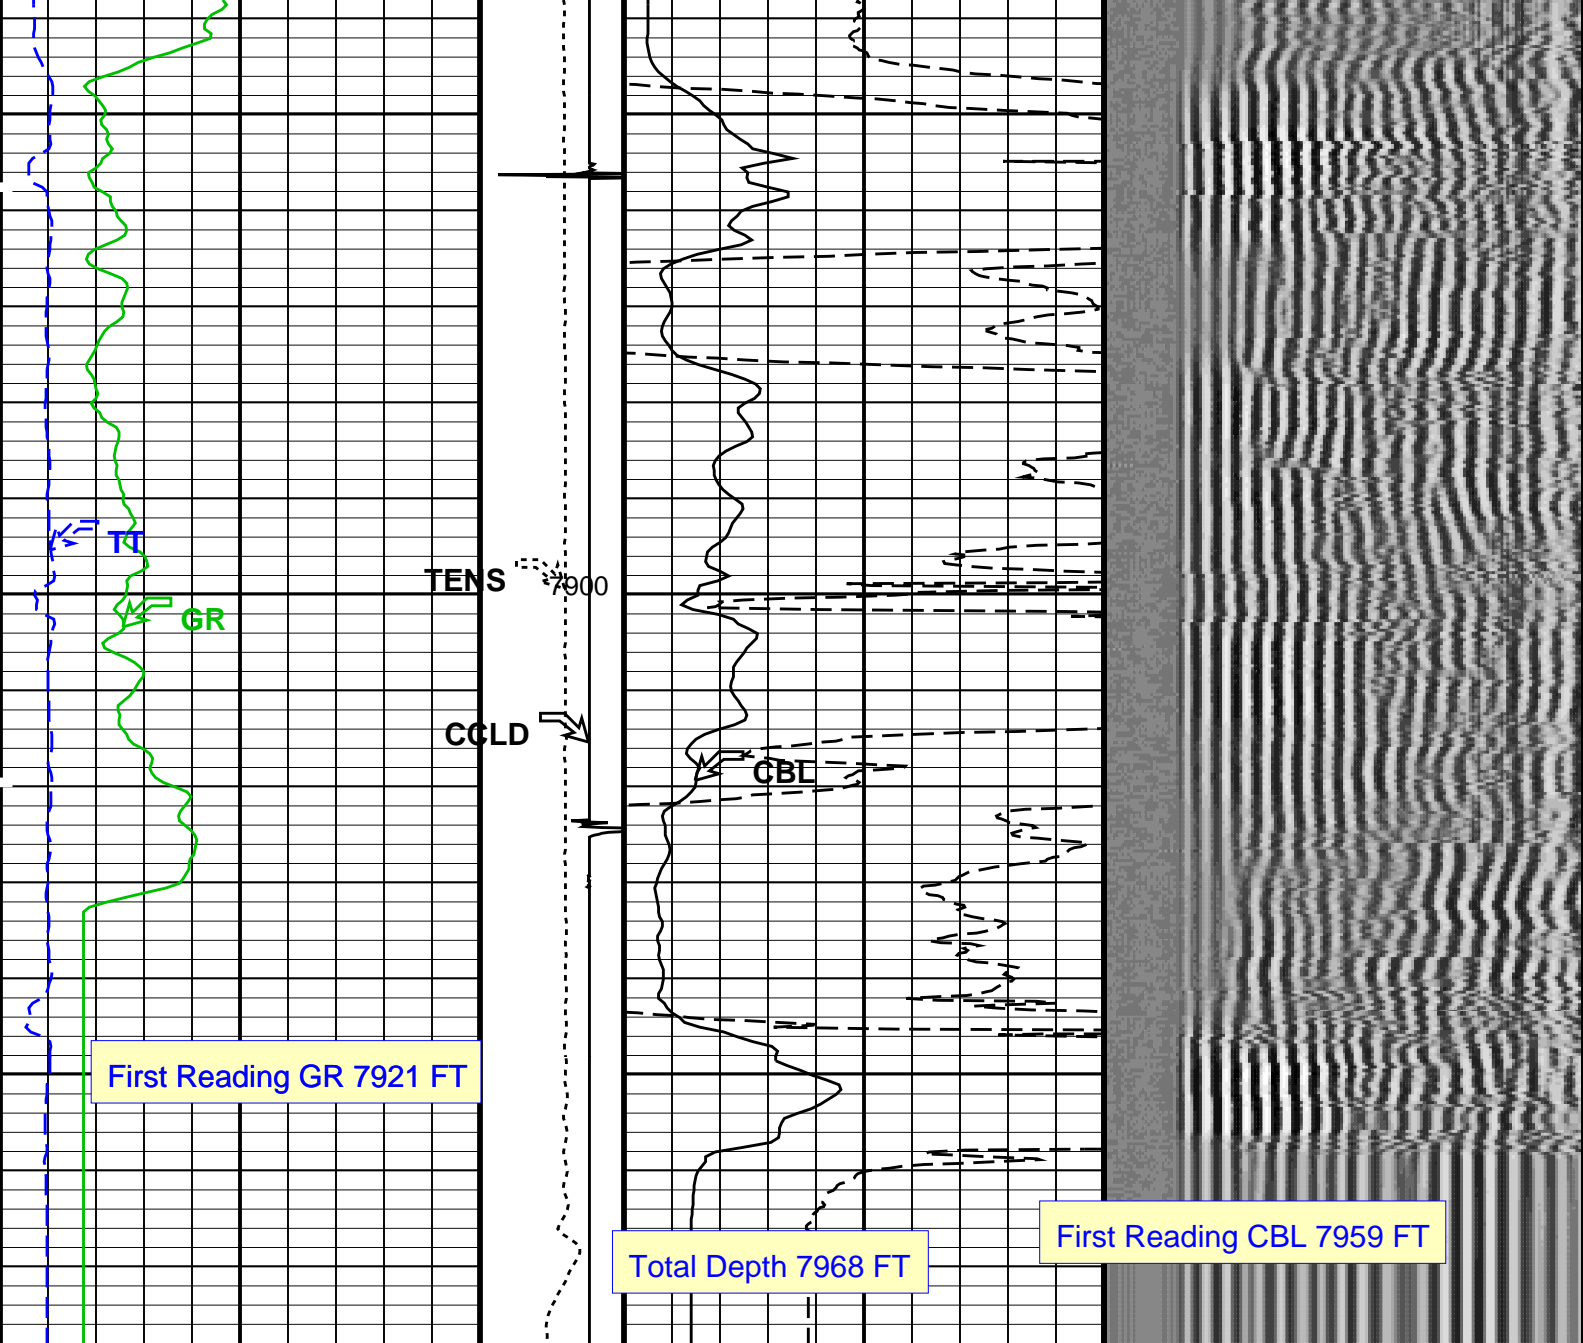 TT
TENS
7900
GR
CCLD
CBL
First Reading GR 7921 FT
First Reading CBL 7959 FT
Total Depth 7968 FT